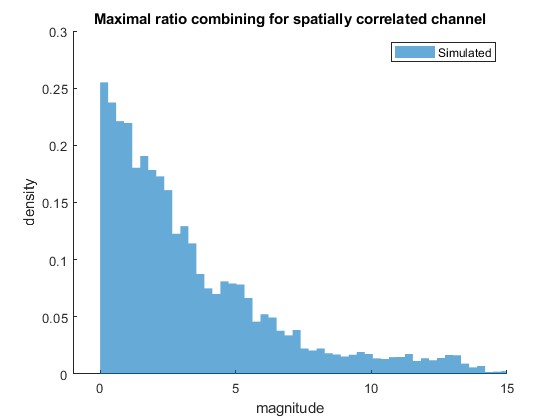 Maximal ratio combining for spatially correlated channel
Simulated
0.3
0.25
0.2
0.15
0.1
0.05
0
density
0 5 10 15
magnitude